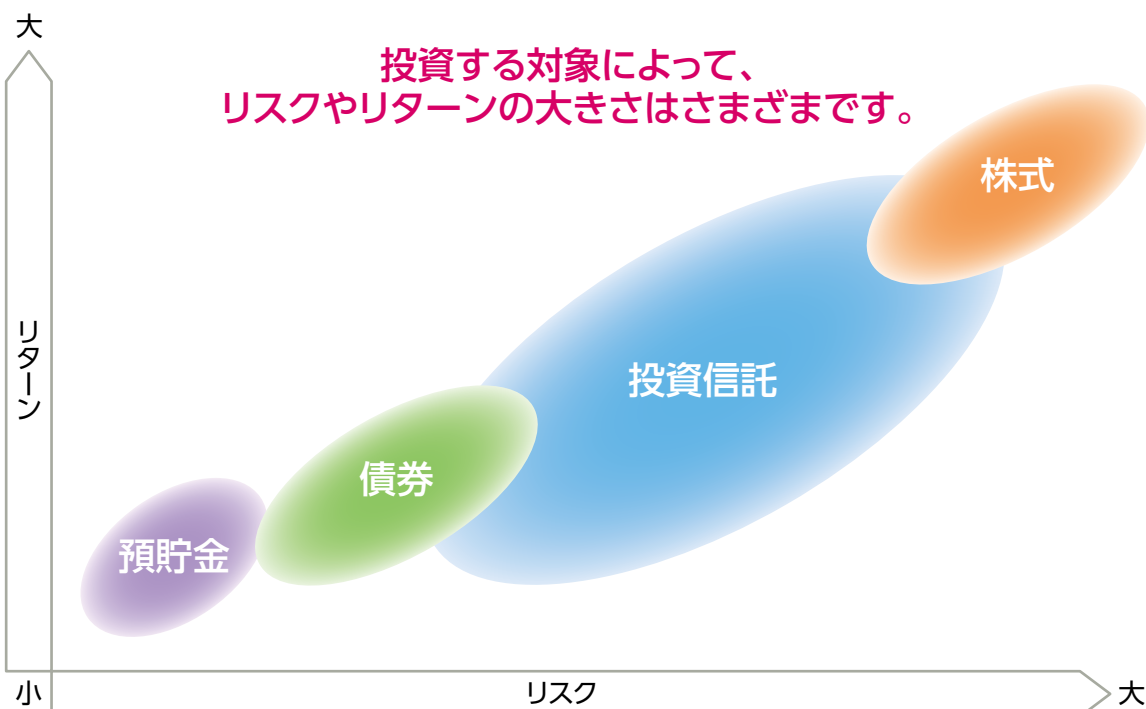 大
投資する対象によって、
リスクやリターンの大きさはさまざまです。
株式
リターン
投資信託
債券
預貯金
小
リスク
大